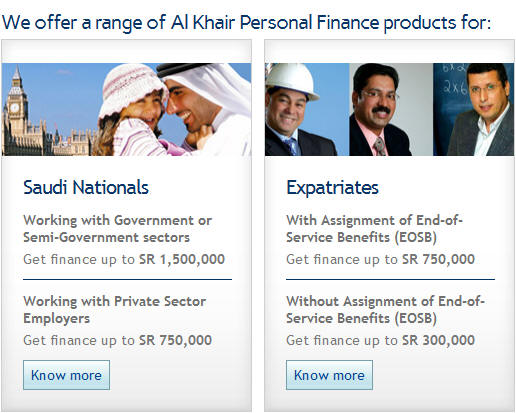 We offer a range of Al Khair Personal Finance products for:
Saudi Nationals
Working with Government or
Semi-Government sectors
Get finance up to SR 1,500,000
Working with Private Sector
Employers
Get finance up to SR 750,000
Know more
6x2
2x6
Expatriates
With Assignment of End-of-
Service Benefits (EOSB)
Get finance up to SR 750,000
Without Assignment of End-of-
Service Benefits (EOSB)
Get finance up to SR 300,000
Know more